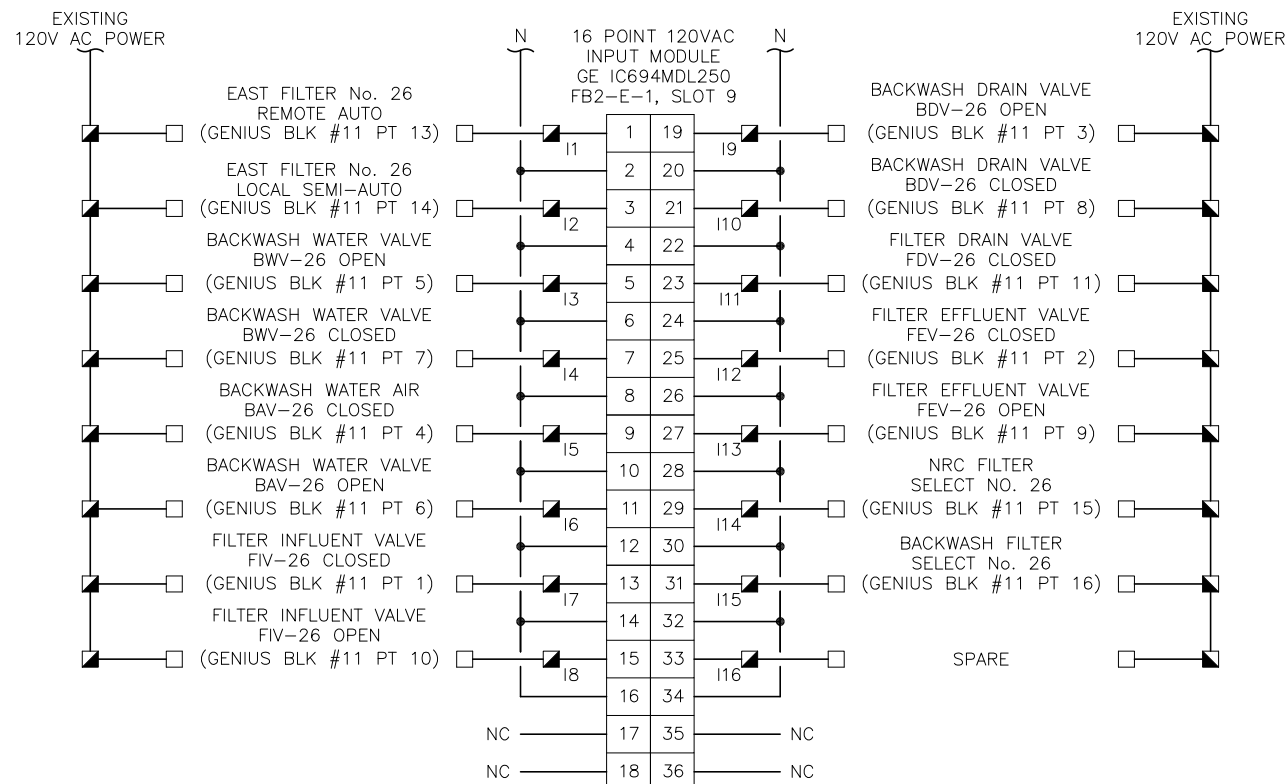 EXISTING
120V AC POWER
N
16 POINT 120VAC
INPUT MODULE
GE IC694MDL250
FB2-E-1, SLOT 9
N
EXISTING
120V AC POWER
EAST FILTER No. 26
REMOTE AUTO
(GENIUS BLK #11 PT 13)
I1
1 19
I9
BACKWASH DRAIN VALVE
BDV-26 OPEN
(GENIUS BLK #11 PT 3)
2 20
EAST FILTER No. 26
LOCAL SEMI-AUTO
(GENIUS BLK #11 PT 14)
I2
3 21
I10
BACKWASH DRAIN VALVE
BDV-26 CLOSED
(GENIUS BLK #11 PT 8)
4 22
BACKWASH WATER VALVE
BWV-26 OPEN
(GENIUS BLK #11 PT 5)
I3
5 23
I11
FILTER DRAIN VALVE
FDV-26 CLOSED
(GENIUS BLK #11 PT 11)
6 24
BACKWASH WATER VALVE
BWV-26 CLOSED
(GENIUS BLK #11 PT 7)
I4
7 25
I12
FILTER EFFLUENT VALVE
FEV-26 CLOSED
(GENIUS BLK #11 PT 2)
8 26
BACKWASH WATER AIR
BAV-26 CLOSED
(GENIUS BLK #11 PT 4)
I5
9 27
I13
FILTER EFFLUENT VALVE
FEV-26 OPEN
(GENIUS BLK #11 PT 9)
10 28
BACKWASH WATER VALVE
BAV-26 OPEN
(GENIUS BLK #11 PT 6)
I6
11 29
I14
NRC FILTER
SELECT NO. 26
(GENIUS BLK #11 PT 15)
12 30
FILTER INFLUENT VALVE
FIV-26 CLOSED
(GENIUS BLK #11 PT 1)
I7
13 31
I15
BACKWASH FILTER
SELECT No. 26
(GENIUS BLK #11 PT 16)
14 32
FILTER INFLUENT VALVE
FIV-26 OPEN
(GENIUS BLK #11 PT 10)
I8
15 33
I16
SPARE
16 34
NC 17 35 NC
NC 18 36 NC